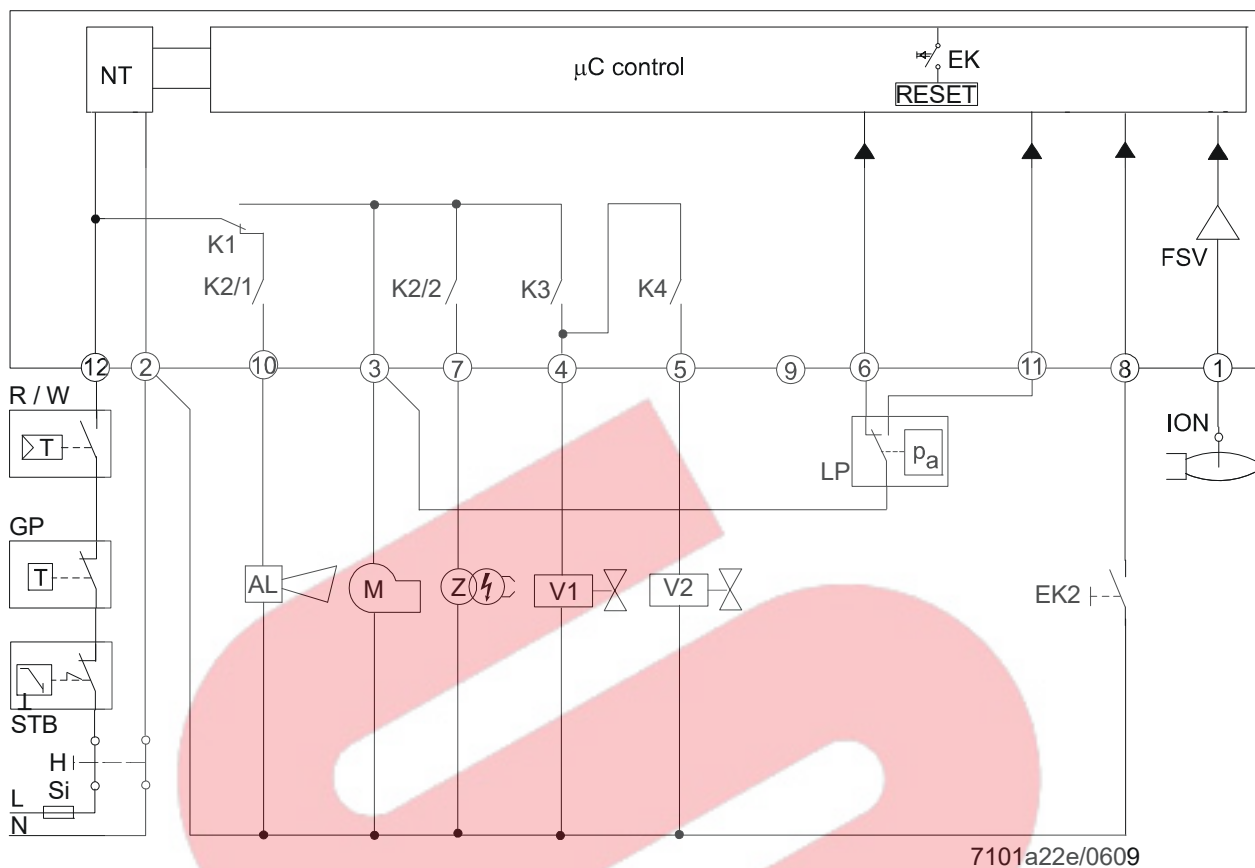 NT
μC control
EK
RESET
K1
K2/1
K2/2
K3
K4
FSV
12
2
10
3
7
4
5
9
6
11
8
1
R / W
T
ION
LP
pa
GP
T
AL
M
Z
V1
V2
EK2
STB
H
Si
L
N
7101a22e/0609